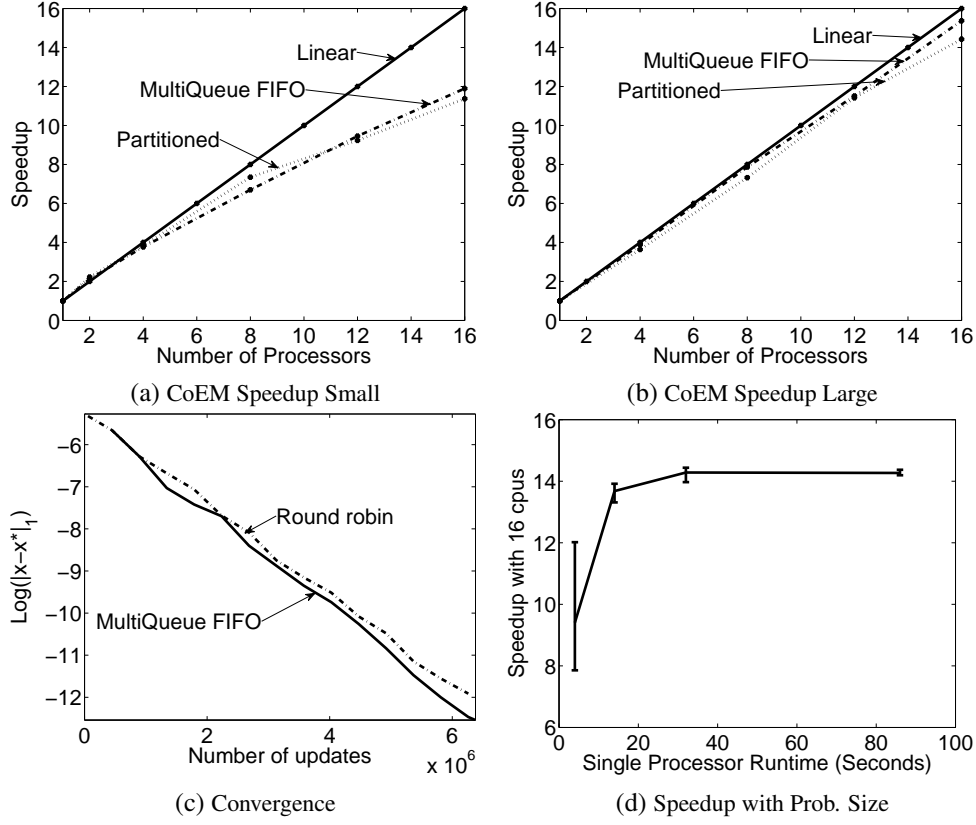 16
14
12
10
8
6
4
2
0
Speedup
Linear
MultiQueue FIFO
Partitioned
2 4 6 8 10 12 14 16
Number of Processors
(a) CoEM Speedup Small
16
14
12
10
8
6
4
2
0
Speedup
Linear
MultiQueue FIFO
Partitioned
2 4 6 8 10 12 14 16
Number of Processors
(b) CoEM Speedup Large
−6
−7
−8
−9
−10
−11
−12
Log(|x−x*|₁)
Round robin
MultiQueue FIFO
0 2 4 6
Number of updates
x 10⁶
(c) Convergence
16
14
12
10
8
6
Speedup with 16 cpus
0 20 40 60 80 100
Single Processor Runtime (Seconds)
(d) Speedup with Prob. Size